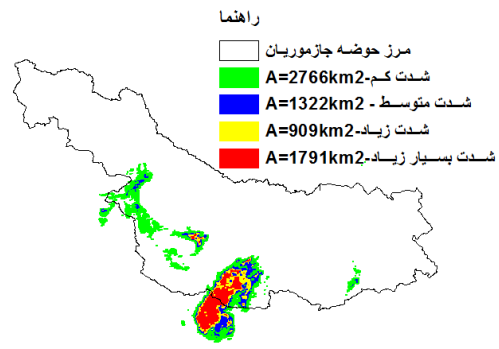 راهنما
مرز حوضه جازموریان
شدت کم-A=2766km2
شدت متوسط - A=1322km2
شدت زیاد-A=909km2
شدت بسیار زیاد-A=1791km2